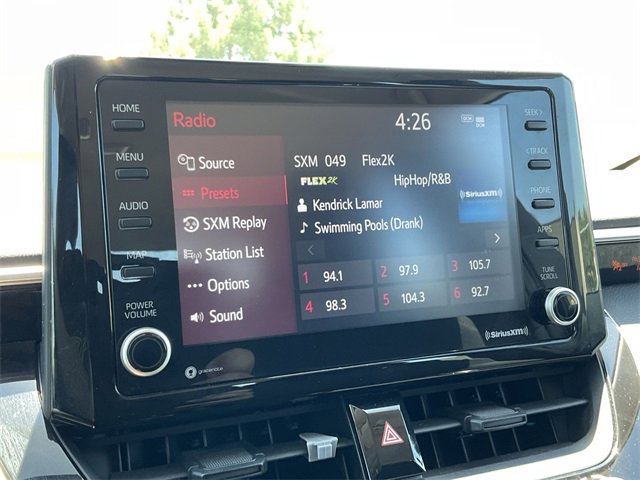 HOME
MENU
AUDIO
MAP
POWER
VOLUME
Radio
4:26
DCM
Source
Presets
SXM Replay
Station List
Options
Sound
SXM 049 Flex2K
FLEX2K
HipHop/R&B
Kendrick Lamar
Swimming Pools (Drank)
SiriusXM
1 94.1 2 97.9 3 105.7
4 98.3 5 104.3 6 92.7
SEEK>
<TRACK
PHONE
APPS
TUNE
SCROLL
gracenote
SiriusXM